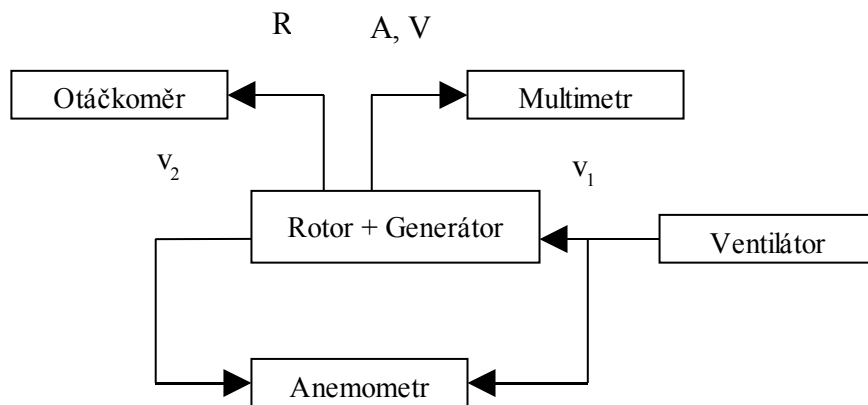 R
A, V
Otáčkoměr
Multimetr
v₂
v₁
Rotor + Generátor
Ventilátor
Anemometr